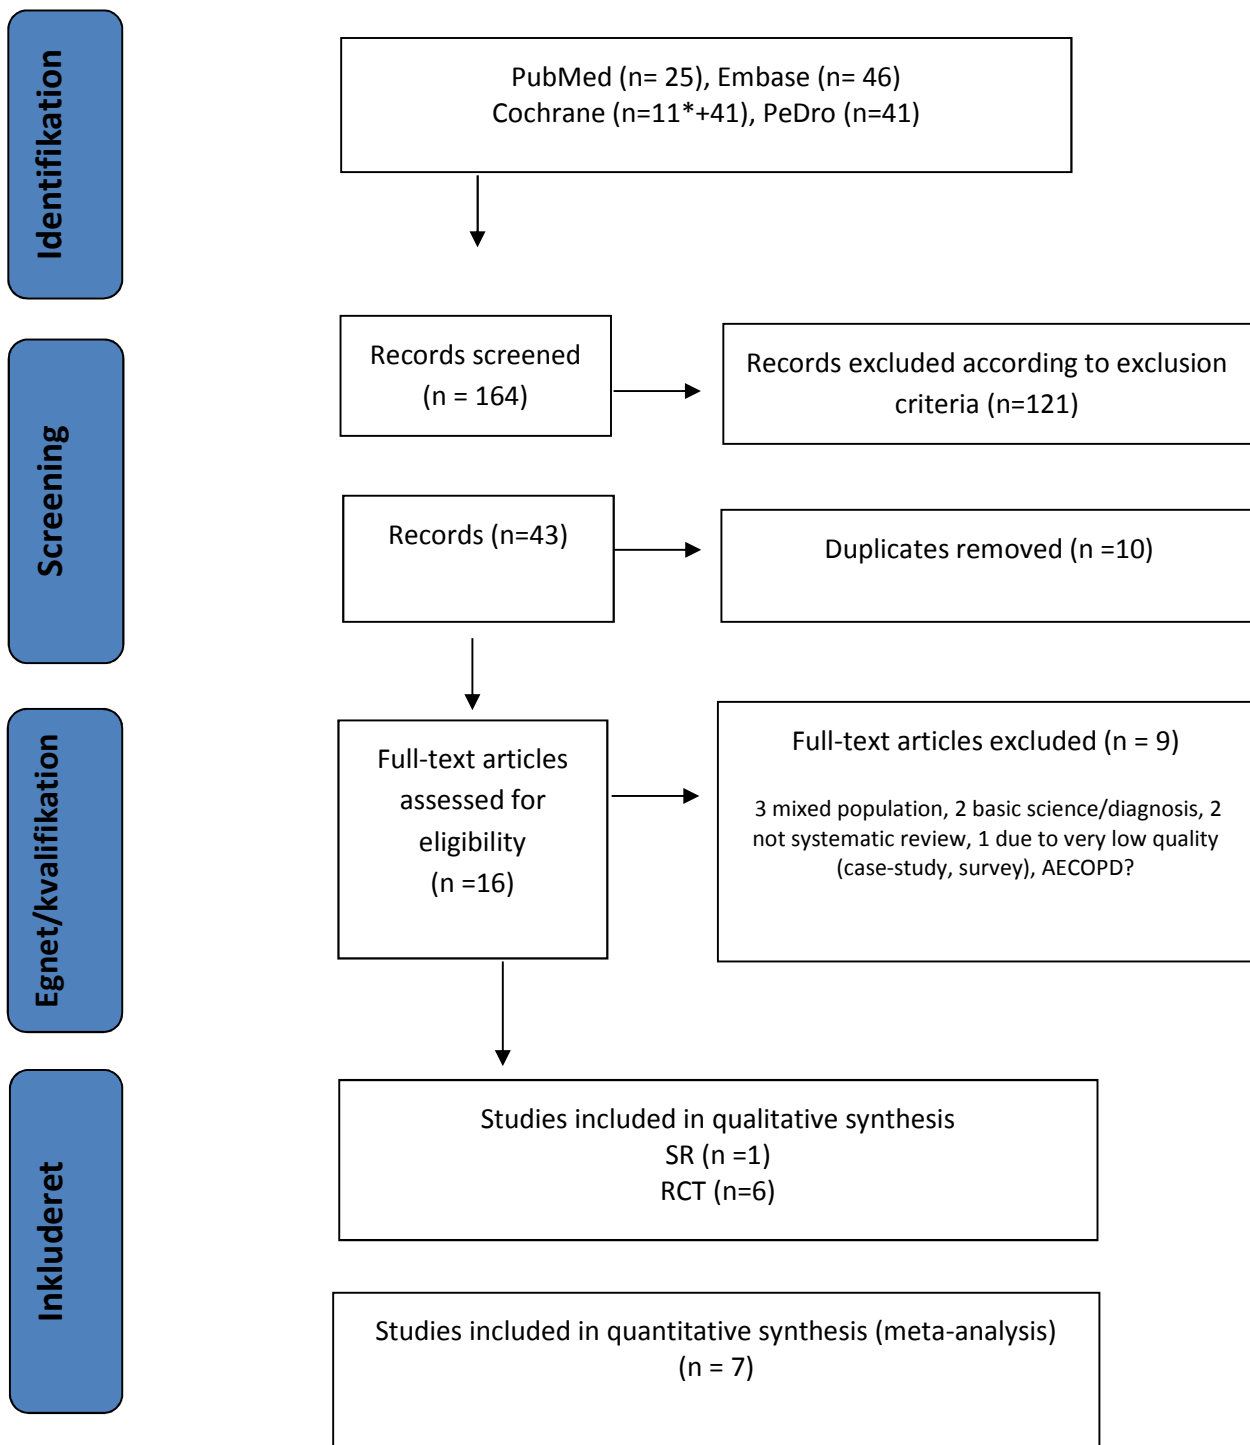 Identifikation
PubMed (n= 25), Embase (n= 46)
Cochrane (n=11*+41), PeDro (n=41)
Screening
Records screened
(n = 164)
Records excluded according to exclusion
criteria (n=121)
Records (n=43)
Duplicates removed (n =10)
Egnet/kvalifikation
Full-text articles
assessed for
eligibility
(n =16)
Full-text articles excluded (n = 9)
3 mixed population, 2 basic science/diagnosis, 2
not systematic review, 1 due to very low quality
(case-study, survey), AECOPD?
Inkluderet
Studies included in qualitative synthesis
SR (n =1)
RCT (n=6)
Studies included in quantitative synthesis (meta-analysis)
(n = 7)